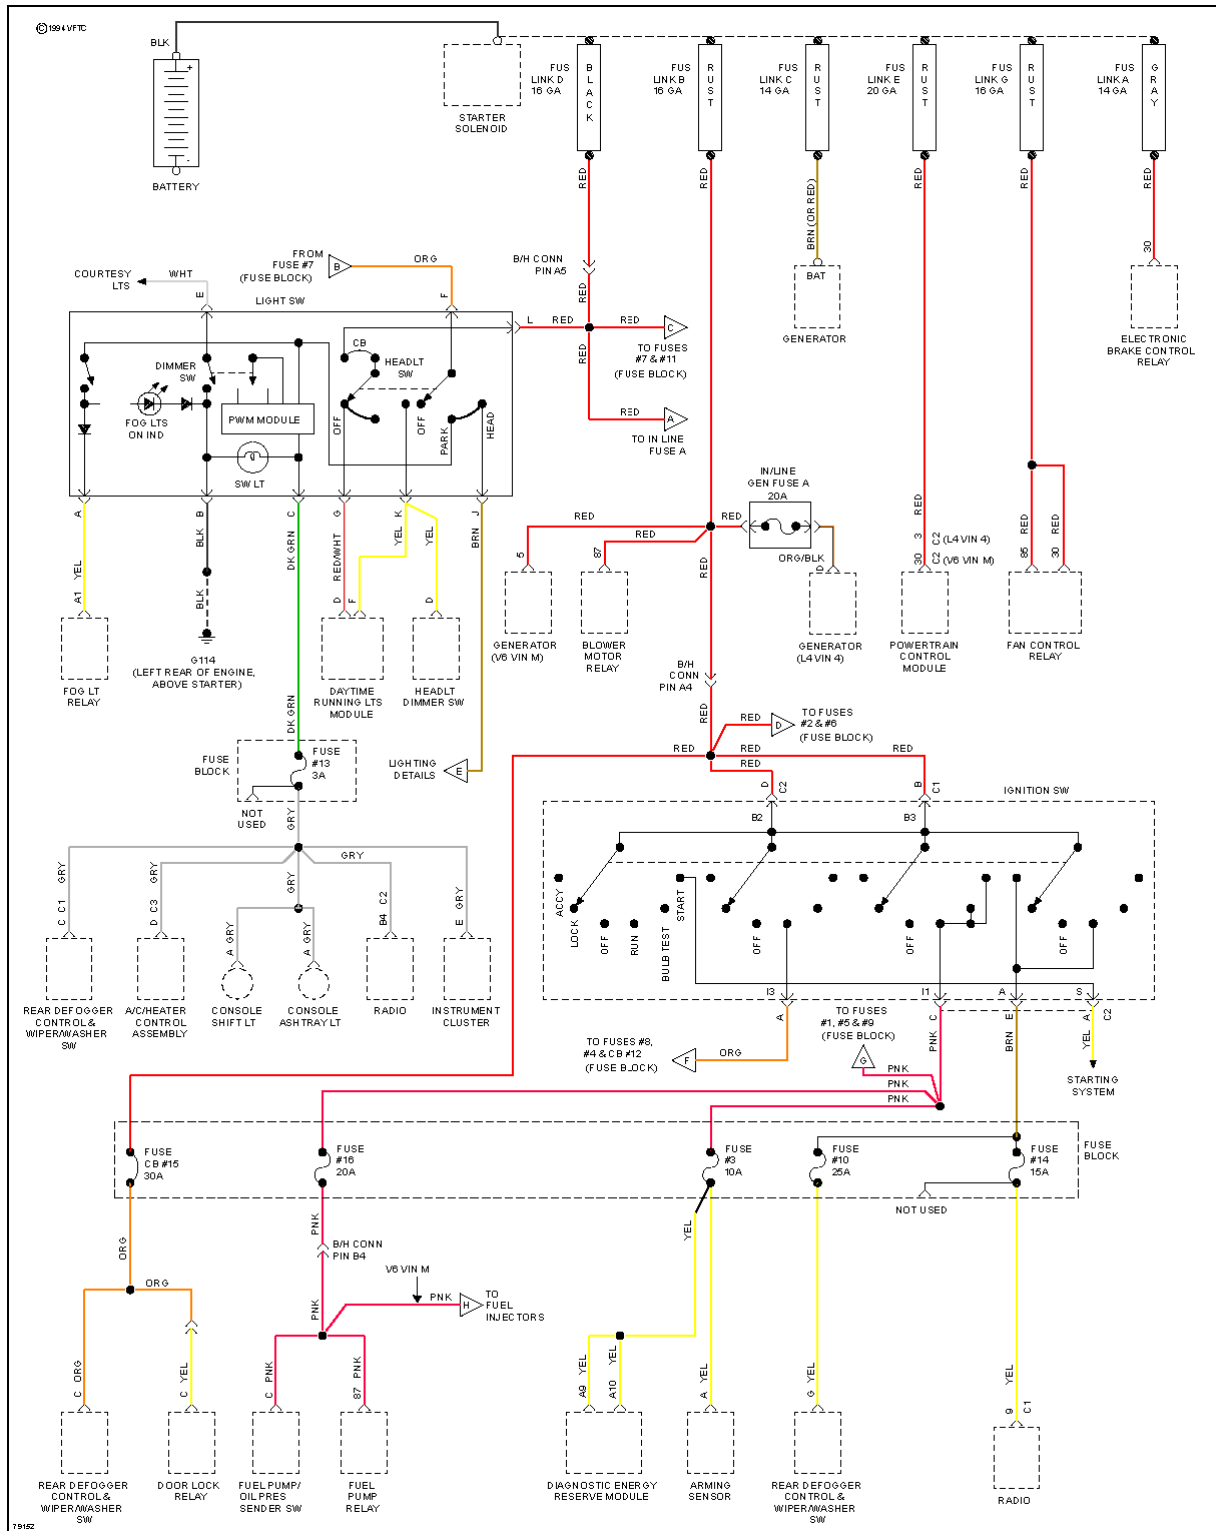 © 1994 VFTC
BLK
+
-
BATTERY
STARTER
SOLENOID
FUS
LINK D
16 GA
BLACK
FUS
LINK B
16 GA
RUST
FUS
LINK C
14 GA
RUST
FUS
LINK E
20 GA
RUST
FUS
LINK G
16 GA
RUST
FUS
LINK A
14 GA
GRAY
RED
RED
BRN (OR RED)
RED
RED
RED
30
BAT
GENERATOR
ELECTRONIC
BRAKE CONTROL
RELAY
B/H CONN
PIN A5
RED
FROM
FUSE #7
(FUSE BLOCK)
B
ORG
COURTESY
LTS
WHT
E
F
LIGHT SW
L
RED
RED
C
RED
TO FUSES
#7 & #11
(FUSE BLOCK)
RED
A
TO IN LINE
FUSE A
CB
HEADLT
SW
DIMMER
SW
FOG LTS
ON IND
PWM MODULE
SW LT
OFF
OFF
PARK
HEAD
A
B
C
G
K
J
YEL
A1
BLK
BLK
DK GRN
RED/WHT
D
YEL
F
YEL
D
BRN
FOG LT
RELAY
G114
(LEFT REAR OF ENGINE,
ABOVE STARTER)
DAYTIME
RUNNING LTS
MODULE
HEADLT
DIMMER SW
IN/LINE
GEN FUSE A
20A
RED
RED
RED
5
87
RED
ORG/BLK
D
GENERATOR
(V6 VIN M)
BLOWER
MOTOR
RELAY
GENERATOR
(L4 VIN 4)
RED
3 C2 (L4 VIN 4)
30 C2 (V6 VIN M)
POWERTRAIN
CONTROL
MODULE
RED
85
RED
30
FAN CONTROL
RELAY
B/H
CONN
PIN A4
RED
RED
D
TO FUSES
#2 & #6
(FUSE BLOCK)
RED
RED
RED
D
C2
B
C1
DK GRN
FUSE
BLOCK
FUSE
#13
3A
NOT
USED
LIGHTING
DETAILS
E
IGNITION SW
B2
B3
GRY
GRY
GRY
C C1
GRY
D C3
GRY
GRY
A
GRY
A
C2
B4
GRY
E
REAR DEFOGGER
CONTROL &
WIPER/WASHER
SW
A/C/HEATER
CONTROL
ASSEMBLY
CONSOLE
SHIFT LT
CONSOLE
ASHTRAY LT
RADIO
INSTRUMENT
CLUSTER
ACCY
LOCK
OFF
RUN
BULB TEST
START
OFF
OFF
OFF
I3
I1
A
S
A
C
E
A
C2
TO FUSES #8,
#4 & CB #12
(FUSE BLOCK)
F
ORG
TO FUSES
#1, #5 & #9
(FUSE BLOCK)
G
PNK
PNK
PNK
PNK
BRN
YEL
STARTING
SYSTEM
FUSE
CB #15
30A
FUSE
#16
20A
FUSE
#3
10A
FUSE
#10
25A
FUSE
#14
15A
FUSE
BLOCK
NOT USED
ORG
ORG
PNK
B/H CONN
PIN B4
V6 VIN M
PNK
PNK
H
TO
FUEL
INJECTORS
YEL
ORG
C
YEL
C
PNK
C
PNK
87
YEL
A9
YEL
A10
YEL
A
YEL
G
YEL
9
C1
REAR DEFOGGER
CONTROL &
WIPER/WASHER
SW
DOOR LOCK
RELAY
FUEL PUMP/
OIL PRES
SENDER SW
FUEL
PUMP
RELAY
DIAGNOSTIC ENERGY
RESERVE MODULE
ARMING
SENSOR
REAR DEFOGGER
CONTROL &
WIPER/WASHER
SW
RADIO
79152